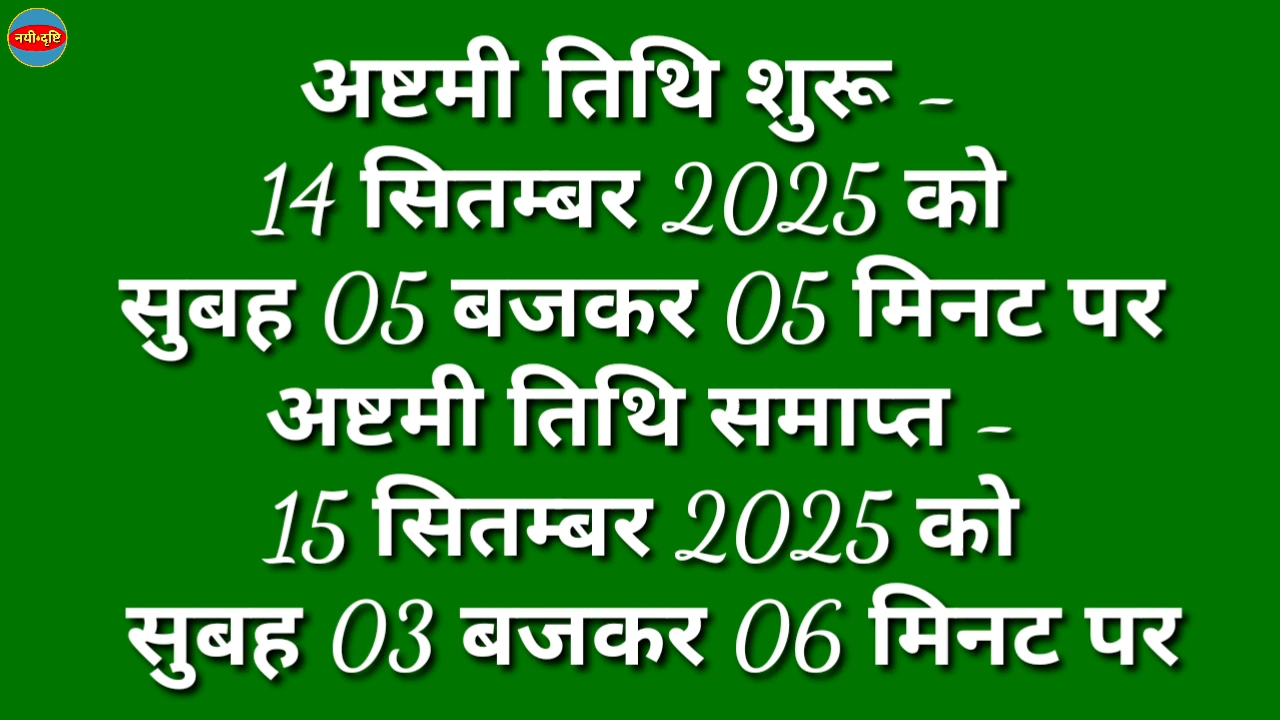 नयी•दृष्टि
अष्टमी तिथि शुरू -
14 सितम्बर 2025 को
सुबह 05 बजकर 05 मिनट पर
अष्टमी तिथि समाप्त -
15 सितम्बर 2025 को
सुबह 03 बजकर 06 मिनट पर